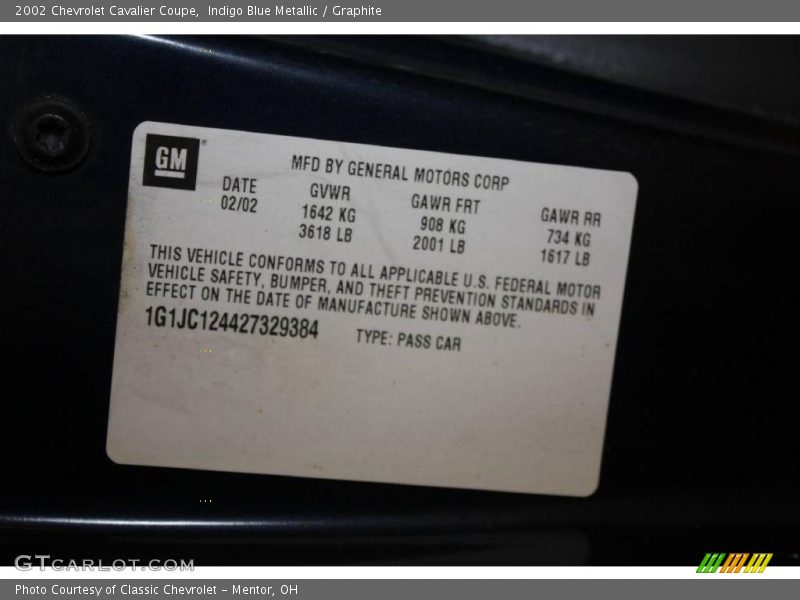 2002 Chevrolet Cavalier Coupe,  Indigo Blue Metallic / Graphite
GM
MFD BY GENERAL MOTORS CORP
DATE GVWR GAWR FRT GAWR RR
02/02 1642 KG 908 KG 734 KG
3618 LB 2001 LB 1617 LB
THIS VEHICLE CONFORMS TO ALL APPLICABLE U.S. FEDERAL MOTOR
VEHICLE SAFETY, BUMPER, AND THEFT PREVENTION STANDARDS IN
EFFECT ON THE DATE OF MANUFACTURE SHOWN ABOVE.
1G1JC124427329384 TYPE: PASS CAR
GTCARLOT.COM
Photo Courtesy of Classic Chevrolet - Mentor, OH